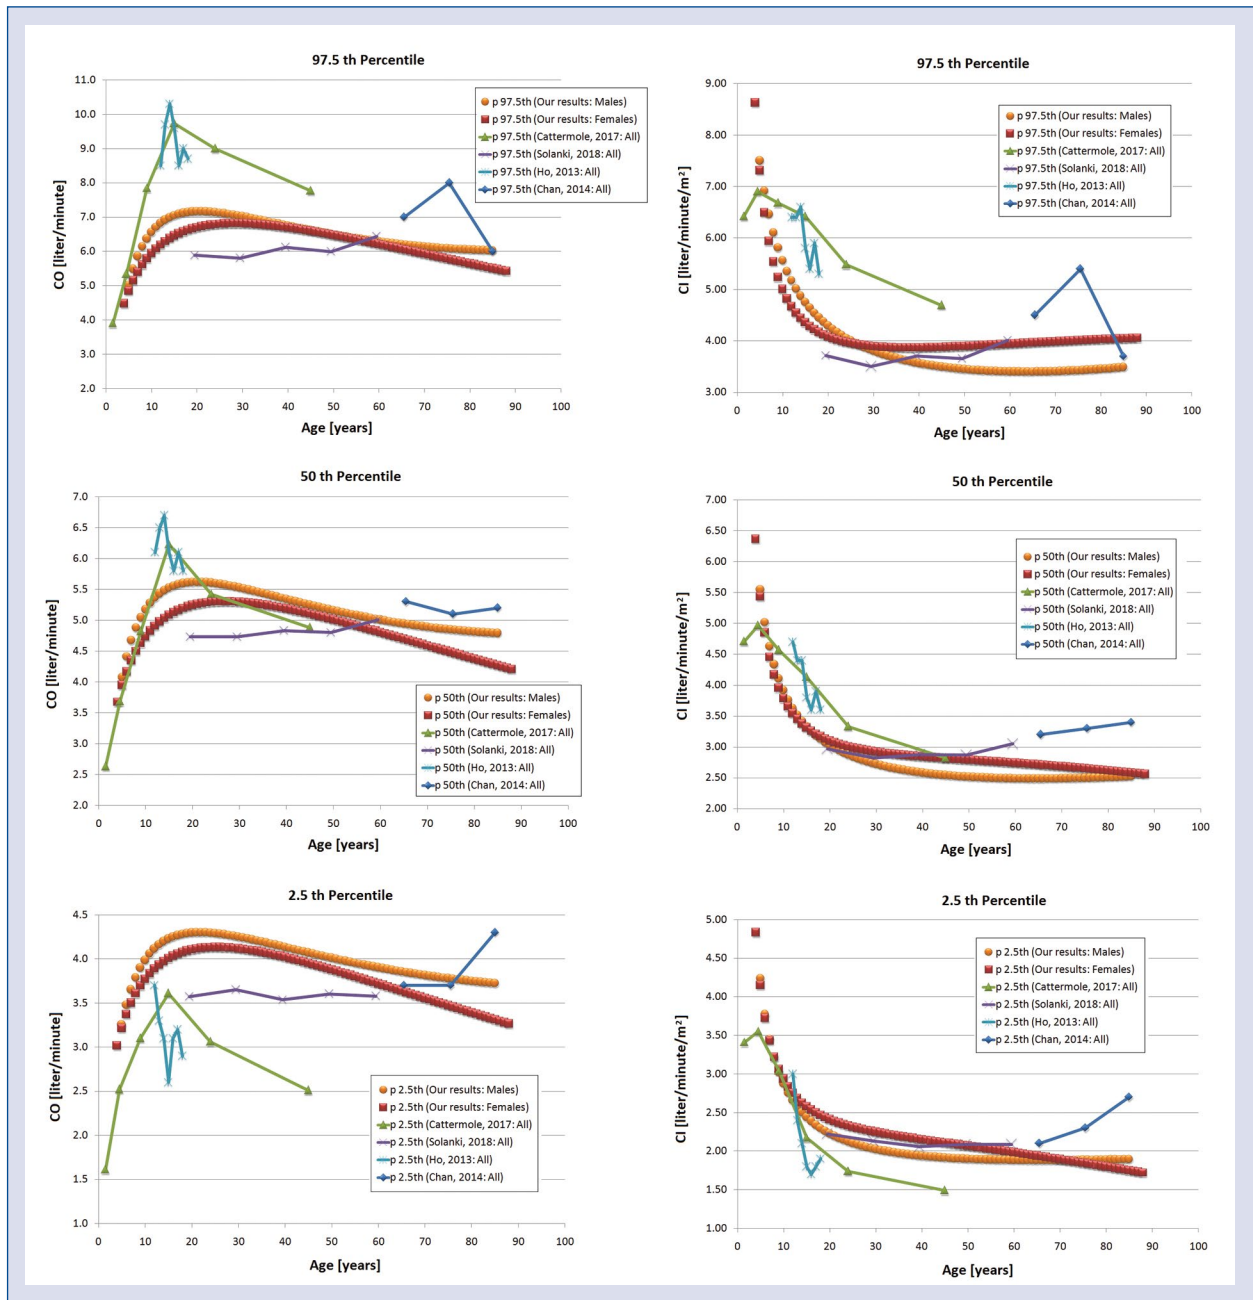 97.5 th Percentile
11.0
10.0
9.0
8.0
7.0
6.0
5.0
4.0
3.0
2.0
CO [liter/minute]
p 97.5th (Our results: Males)
p 97.5th (Our results: Females)
p 97.5th (Cattermole, 2017: All)
p 97.5th (Solanki, 2018: All)
p 97.5th (Ho, 2013: All)
p 97.5th (Chan, 2014: All)
0 10 20 30 40 50 60 70 80 90 100
Age [years]
97.5 th Percentile
9.00
8.00
7.00
6.00
5.00
4.00
3.00
CI [liter/minute/m²]
p 97.5th (Our results: Males)
p 97.5th (Our results: Females)
p 97.5th (Cattermole, 2017: All)
p 97.5th (Solanki, 2018: All)
p 97.5th (Ho, 2013: All)
p 97.5th (Chan, 2014: All)
0 10 20 30 40 50 60 70 80 90 100
Age [years]
50 th Percentile
7.0
6.5
6.0
5.5
5.0
4.5
4.0
3.5
3.0
2.5
2.0
CO [liter/minute]
p 50th (Our results: Males)
p 50th (Our results: Females)
p 50th (Cattermole, 2017: All)
p 50th (Solanki, 2018: All)
p 50th (Ho, 2013: All)
p 50th (Chan, 2014: All)
0 10 20 30 40 50 60 70 80 90 100
Age [years]
50 th Percentile
7.00
6.50
6.00
5.50
5.00
4.50
4.00
3.50
3.00
2.50
2.00
CI [liter/minute/m²]
p 50th (Our results: Males)
p 50th (Our results: Females)
p 50th (Cattermole, 2017: All)
p 50th (Solanki, 2018: All)
p 50th (Ho, 2013: All)
p 50th (Chan, 2014: All)
0 10 20 30 40 50 60 70 80 90 100
Age [years]
2.5 th Percentile
4.5
4.0
3.5
3.0
2.5
2.0
1.5
1.0
CO [liter/minute]
p 2.5th (Our results: Males)
p 2.5th (Our results: Females)
p 2.5th (Cattermole, 2017: All)
p 2.5th (Solanki, 2018: All)
p 2.5th (Ho, 2013: All)
p 2.5th (Chan, 2014: All)
0 10 20 30 40 50 60 70 80 90 100
Age [years]
2.5 th Percentile
5.00
4.50
4.00
3.50
3.00
2.50
2.00
1.50
1.00
CI [liter/minute/m²]
p 2.5th (Our results: Males)
p 2.5th (Our results: Females)
p 2.5th (Cattermole, 2017: All)
p 2.5th (Solanki, 2018: All)
p 2.5th (Ho, 2013: All)
p 2.5th (Chan, 2014: All)
0 10 20 30 40 50 60 70 80 90 100
Age [years]